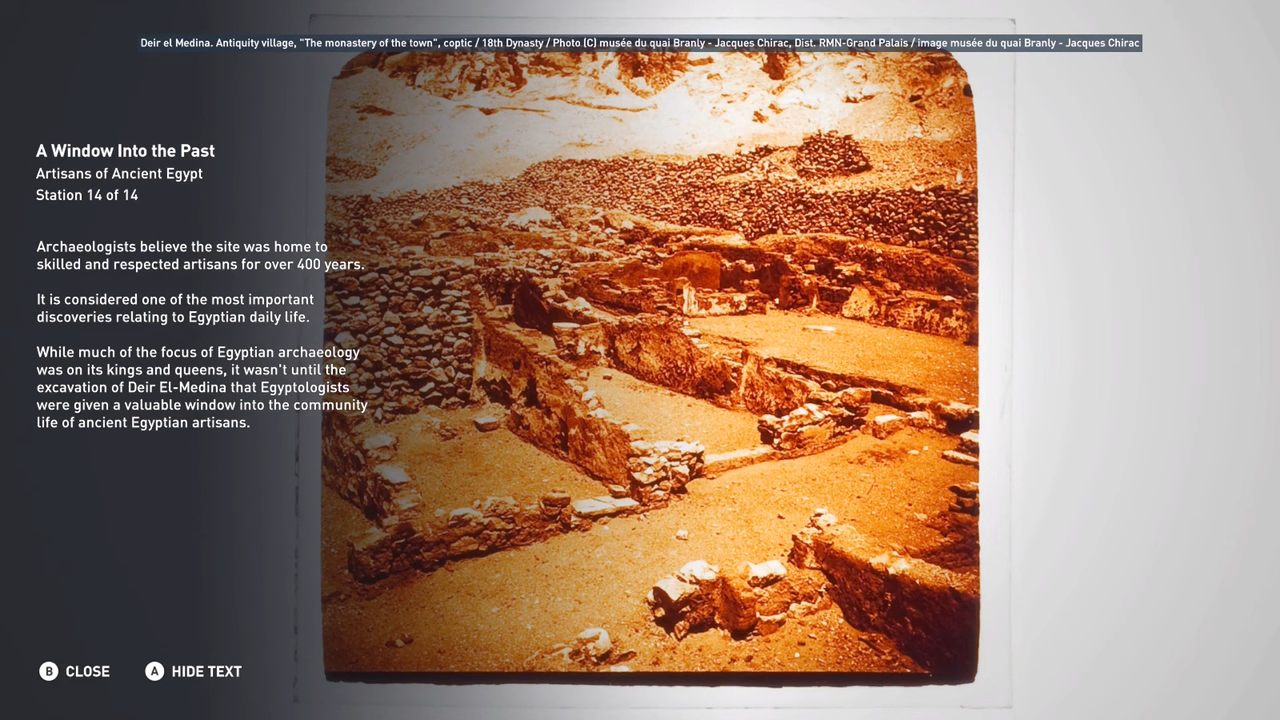 Deir el Medina. Antiquity village, "The monastery of the town", coptic / 18th Dynasty / Photo (C) musée du quai Branly - Jacques Chirac, Dist. RMN-Grand Palais / image musée du quai Branly - Jacques Chirac
A Window Into the Past
Artisans of Ancient Egypt
Station 14 of 14
Archaeologists believe the site was home to
skilled and respected artisans for over 400 years.
It is considered one of the most important
discoveries relating to Egyptian daily life.
While much of the focus of Egyptian archaeology
was on its kings and queens, it wasn't until the
excavation of Deir El-Medina that Egyptologists
were given a valuable window into the community
life of ancient Egyptian artisans.
B CLOSE A HIDE TEXT